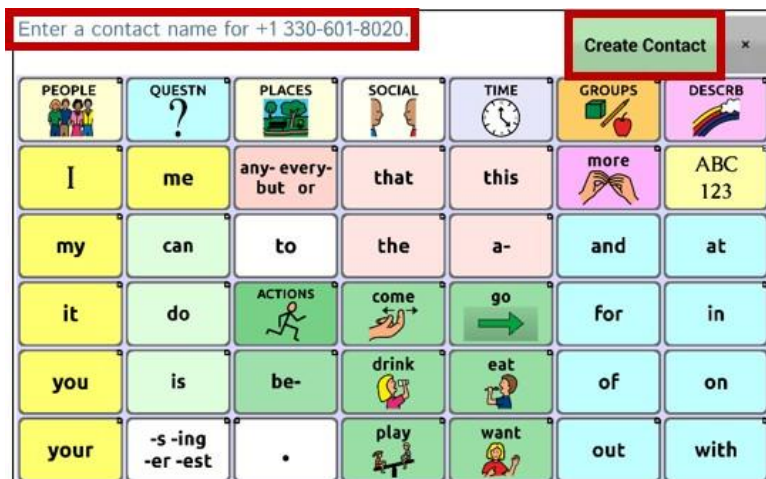 Enter a contact name for +1 330-601-8020.
Create Contact
×
PEOPLE
QUESTN
?
PLACES
SOCIAL
TIME
GROUPS
DESCRB
I
me
any- every-
but or
that
this
more
ABC
123
my
can
to
the
a-
and
at
it
do
ACTIONS
come
go
for
in
you
is
be-
drink
eat
of
on
your
-s -ing
-er -est
.
play
want
out
with